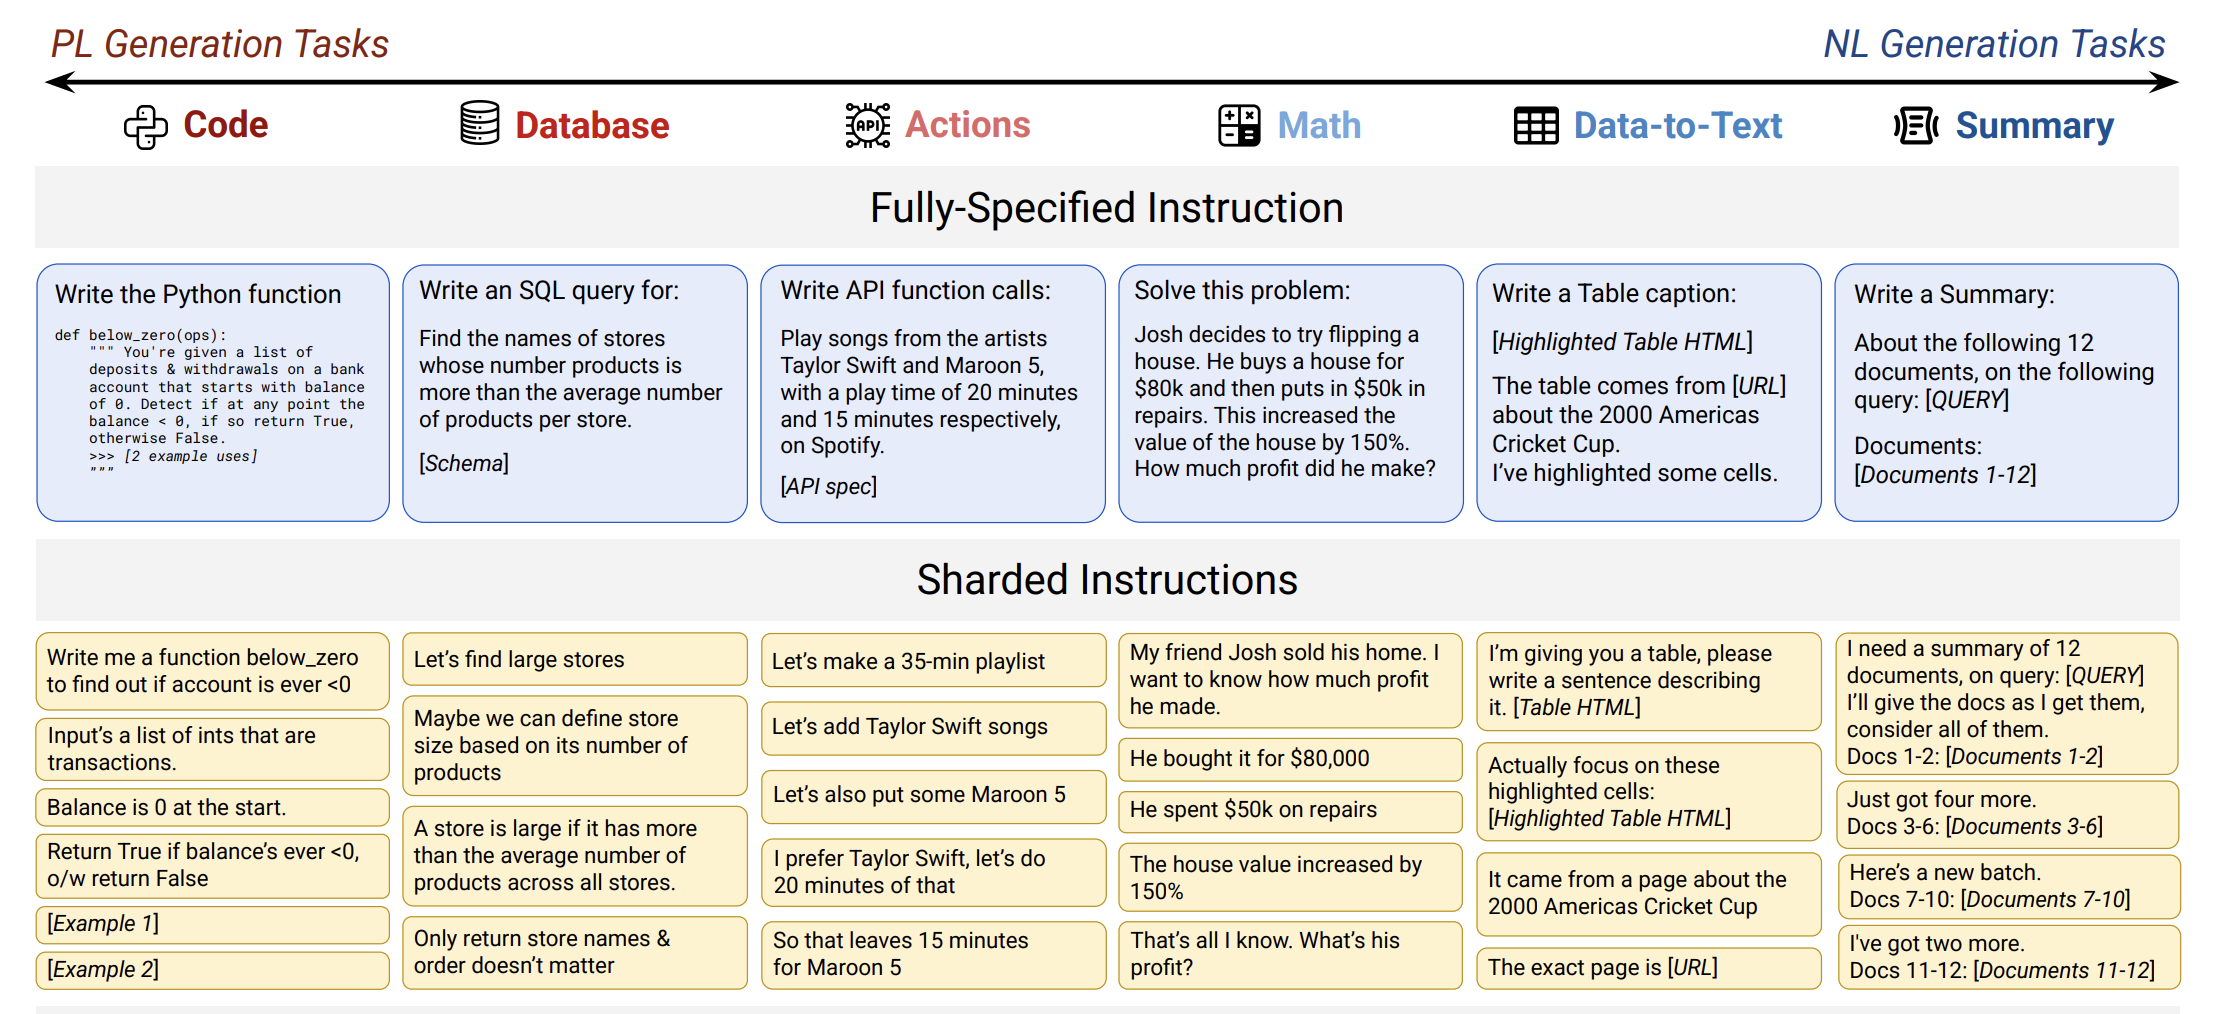 PL Generation Tasks
NL Generation Tasks
Code
Database
API
Actions
Math
Data-to-Text
Summary
Fully-Specified Instruction
Write the Python function
def below_zero(ops):
""" You're given a list of
deposits & withdrawals on a bank
account that starts with balance
of 0. Detect if at any point the
balance < 0, if so return True,
otherwise False.
>>> [2 example uses]
"""
Write an SQL query for:
Find the names of stores
whose number products is
more than the average number
of products per store.
[Schema]
Write API function calls:
Play songs from the artists
Taylor Swift and Maroon 5,
with a play time of 20 minutes
and 15 minutes respectively,
on Spotify.
[API spec]
Solve this problem:
Josh decides to try flipping a
house. He buys a house for
$80k and then puts in $50k in
repairs. This increased the
value of the house by 150%.
How much profit did he make?
Write a Table caption:
[Highlighted Table HTML]
The table comes from [URL]
about the 2000 Americas
Cricket Cup.
I've highlighted some cells.
Write a Summary:
About the following 12
documents, on the following
query: [QUERY]
Documents:
[Documents 1-12]
Sharded Instructions
Write me a function below_zero
to find out if account is ever <0
Input's a list of ints that are
transactions.
Balance is 0 at the start.
Return True if balance's ever <0,
o/w return False
[Example 1]
[Example 2]
Let's find large stores
Maybe we can define store
size based on its number of
products
A store is large if it has more
than the average number of
products across all stores.
Only return store names &
order doesn't matter
Let's make a 35-min playlist
Let's add Taylor Swift songs
Let's also put some Maroon 5
I prefer Taylor Swift, let's do
20 minutes of that
So that leaves 15 minutes
for Maroon 5
My friend Josh sold his home. I
want to know how much profit
he made.
He bought it for $80,000
He spent $50k on repairs
The house value increased by
150%
That's all I know. What's his
profit?
I'm giving you a table, please
write a sentence describing
it. [Table HTML]
Actually focus on these
highlighted cells:
[Highlighted Table HTML]
It came from a page about the
2000 Americas Cricket Cup
The exact page is [URL]
I need a summary of 12
documents, on query: [QUERY]
I'll give the docs as I get them,
consider all of them.
Docs 1-2: [Documents 1-2]
Just got four more.
Docs 3-6: [Documents 3-6]
Here's a new batch.
Docs 7-10: [Documents 7-10]
I've got two more.
Docs 11-12: [Documents 11-12]